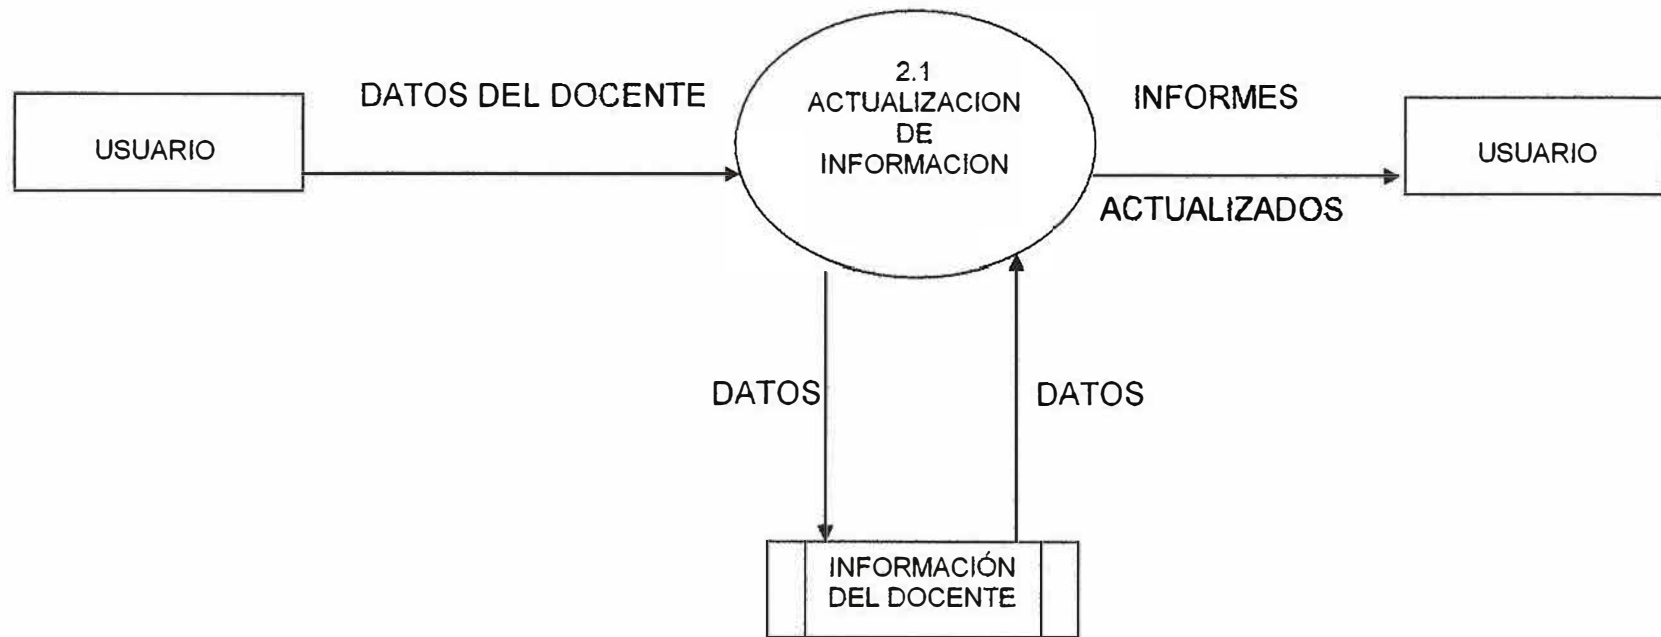 USUARIO
DATOS DEL DOCENTE
2.1
ACTUALIZACION
DE
INFORMACION
INFORMES
ACTUALIZADOS
USUARIO
DATOS
DATOS
INFORMACIÓN
DEL DOCENTE